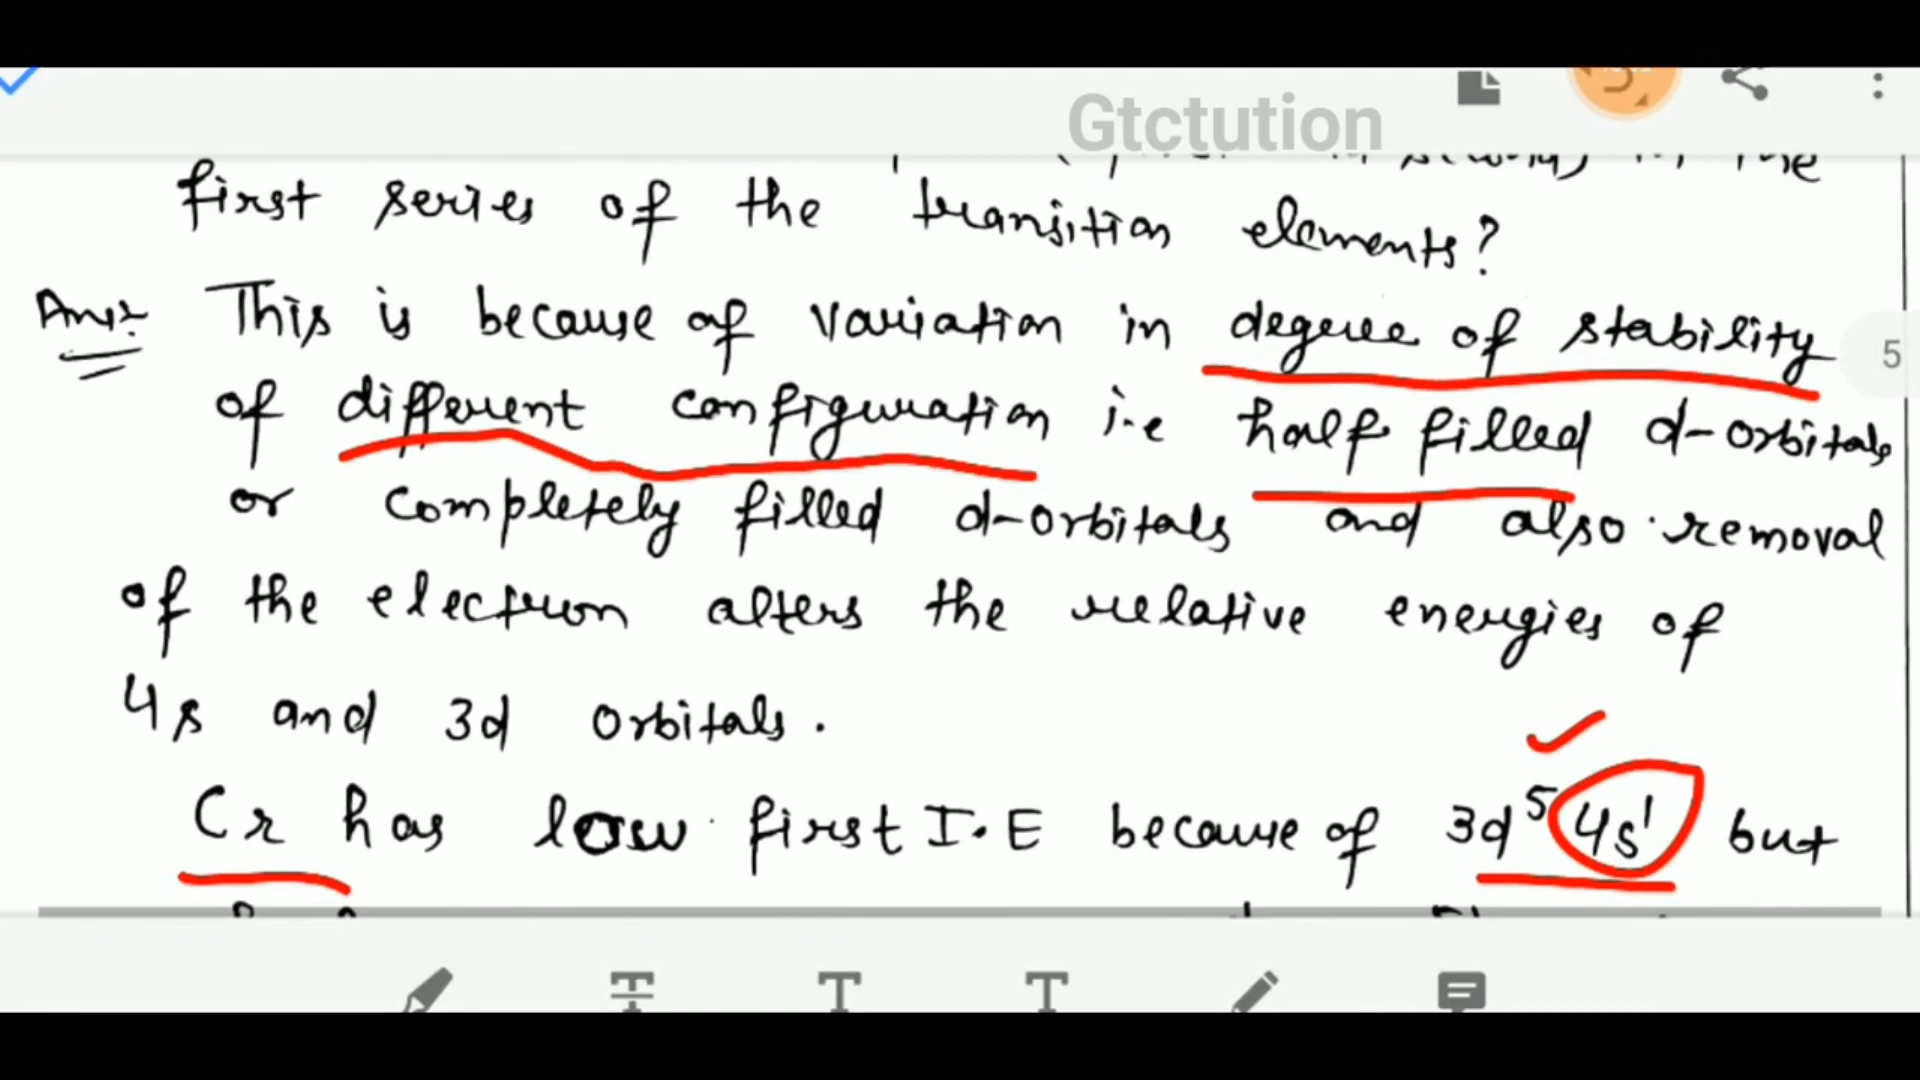 Gtctution
the
first series of the transition elements?
Ans:- This is because of variation in degree of stability
5
of different configuration i.e half filled d-orbitals
or completely filled d-orbitals and also removal
of the electron alters the relative energies of
4s and 3d orbitals.
Cr has low first I.E because of 3d⁵ 4s¹ but